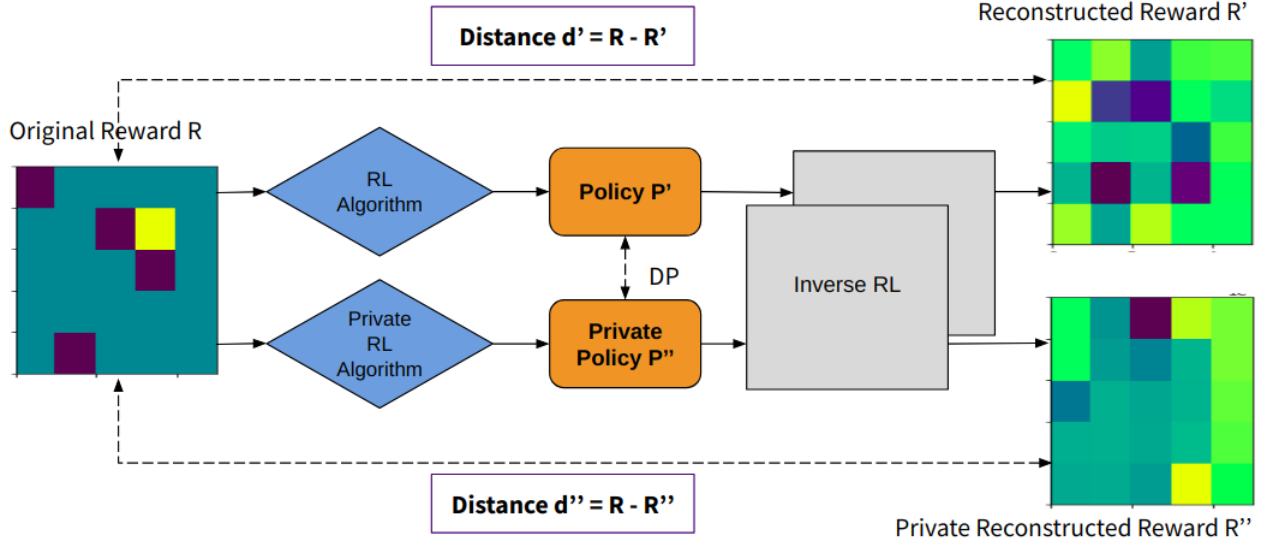 Reconstructed Reward R’
Distance d’ = R - R’
Original Reward R
RL
Algorithm
Policy P’
DP
Inverse RL
Private
RL
Algorithm
Private
Policy P”
Distance d’’ = R - R’’
Private Reconstructed Reward R’’